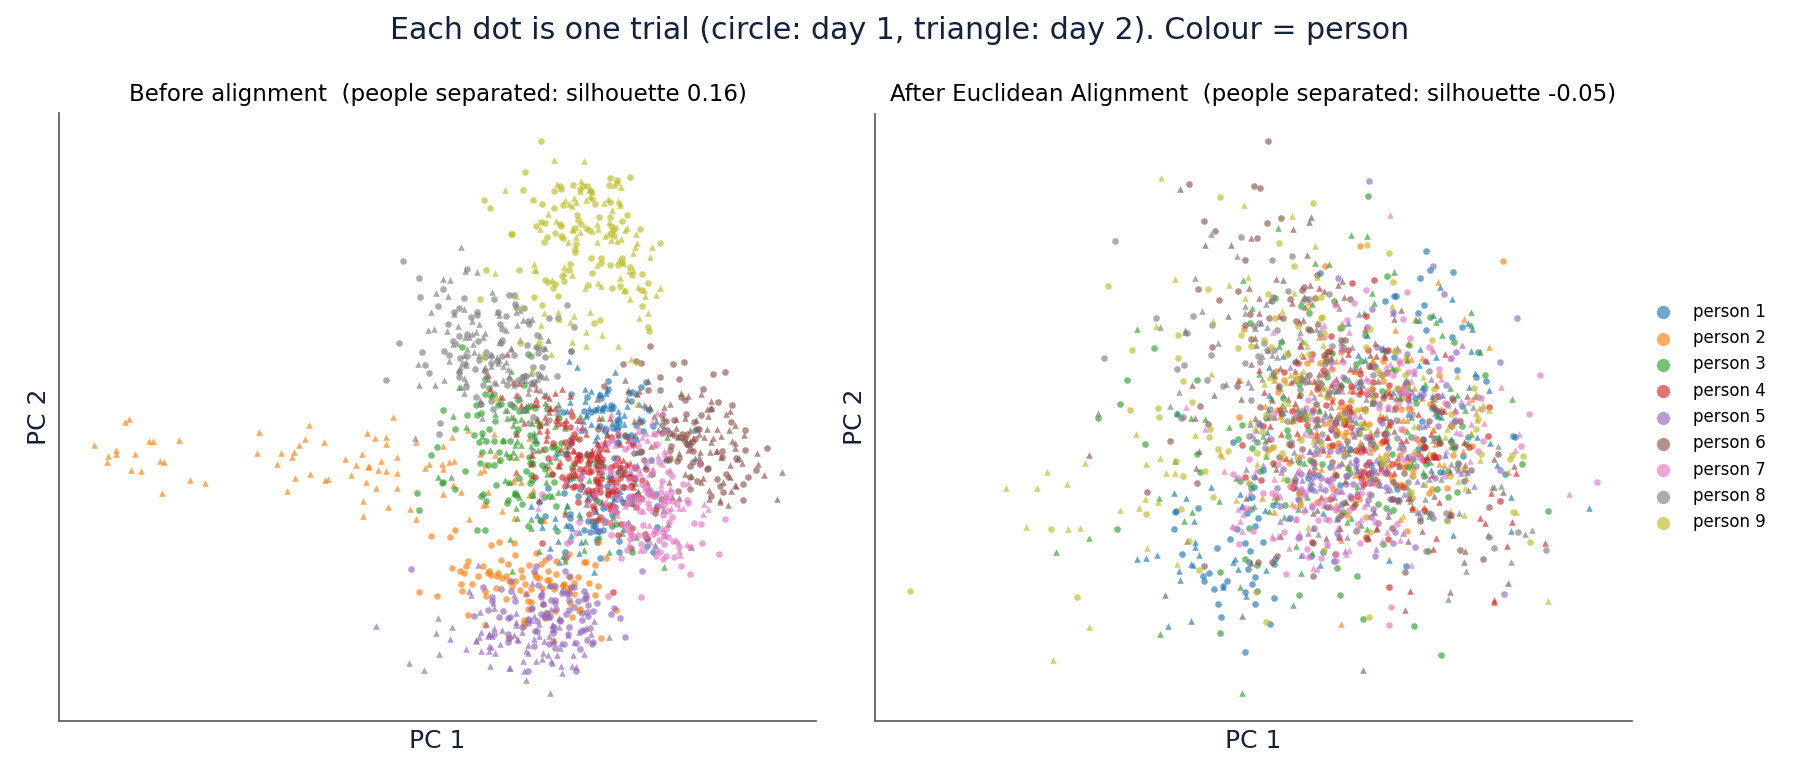 Each dot is one trial (circle: day 1, triangle: day 2). Colour = person
Before alignment  (people separated: silhouette 0.16)
After Euclidean Alignment  (people separated: silhouette -0.05)
PC 2
PC 1
PC 2
PC 1
person 1
person 2
person 3
person 4
person 5
person 6
person 7
person 8
person 9